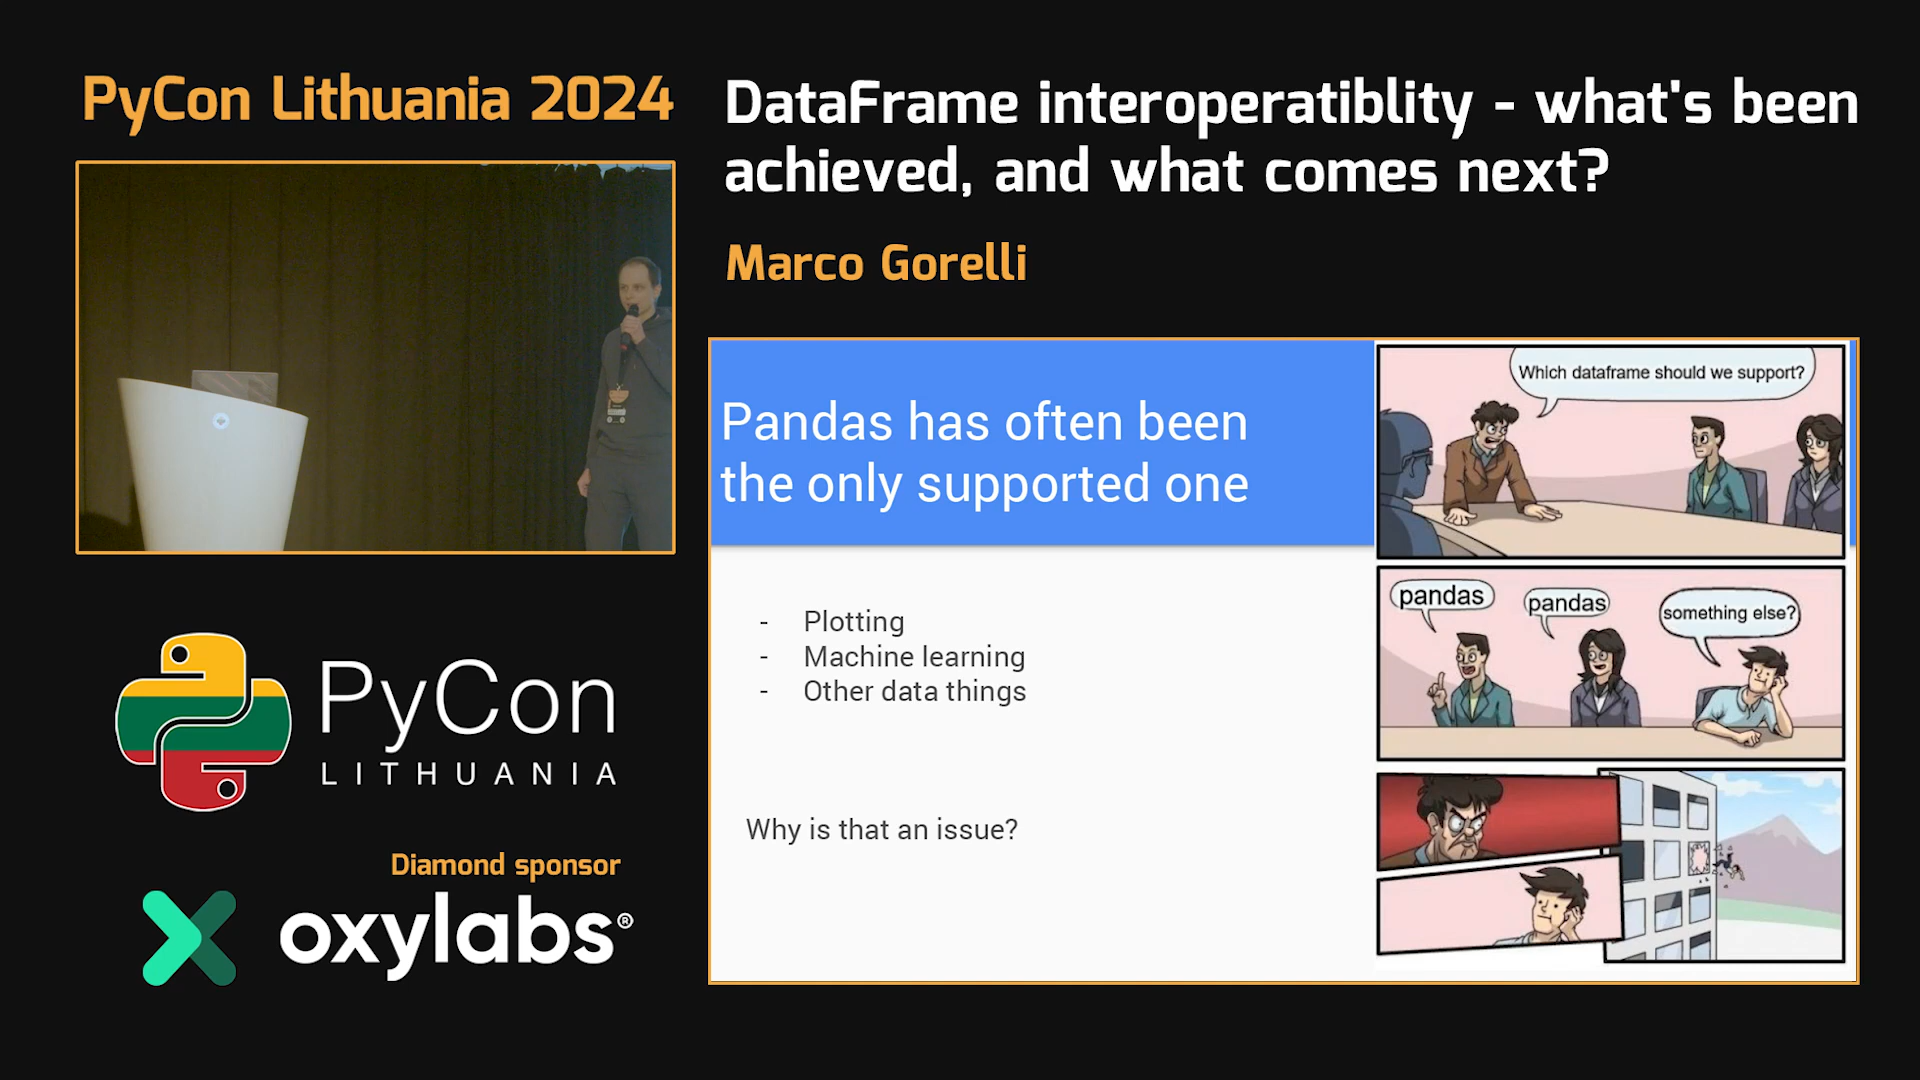 PyCon Lithuania 2024
DataFrame interoperatiblity - what's been
achieved, and what comes next?
Marco Gorelli
Pandas has often been
the only supported one
- Plotting
- Machine learning
- Other data things
Why is that an issue?
Which dataframe should we support?
pandas
pandas
something else?
PyCon
LITHUANIA
Diamond sponsor
oxylabs®